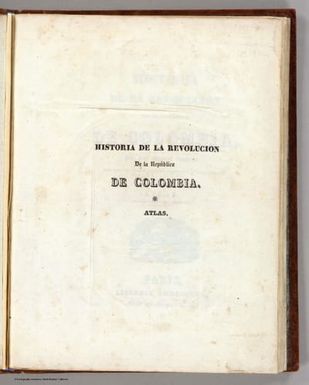 HISTORIA DE LA REVOLUCION
De la República
DE COLOMBIA.
ATLAS.